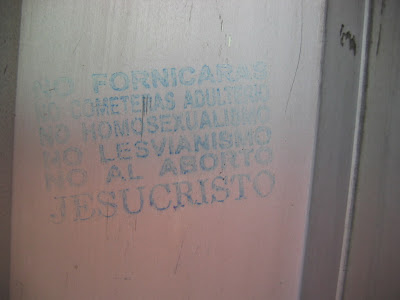 NO FORNICARAS
NO COMETERAS ADULTERIO
NO HOMOSEXUALISMO
NO LESVIANISMO
NO AL ABORTO
JESUCRISTO